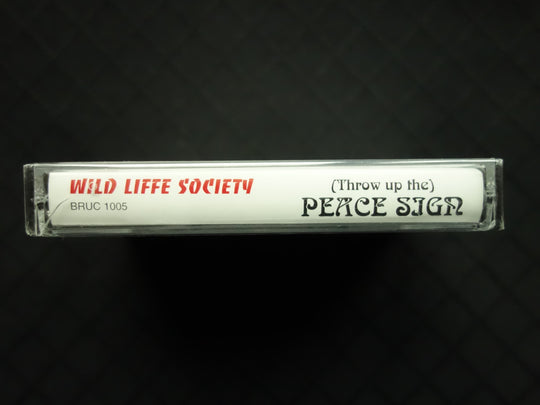 WILD LIFFE SOCIETY
BRUC 1005
(Throw up the)
PEACE SIGN